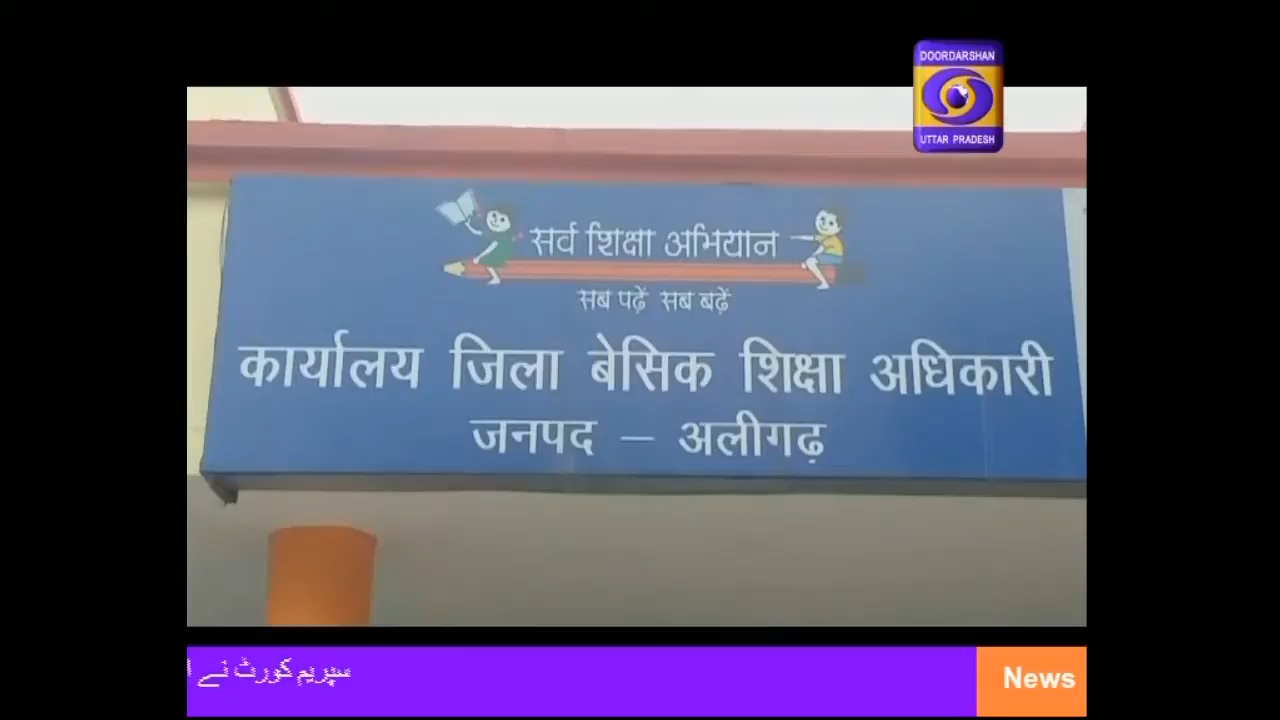 DOORDARSHAN
UTTAR PRADESH
सर्व शिक्षा अभियान
सब पढ़ें सब बढ़ें
कार्यालय जिला बेसिक शिक्षा अधिकारी
जनपद – अलीगढ़
سپریم کورٹ نے
News